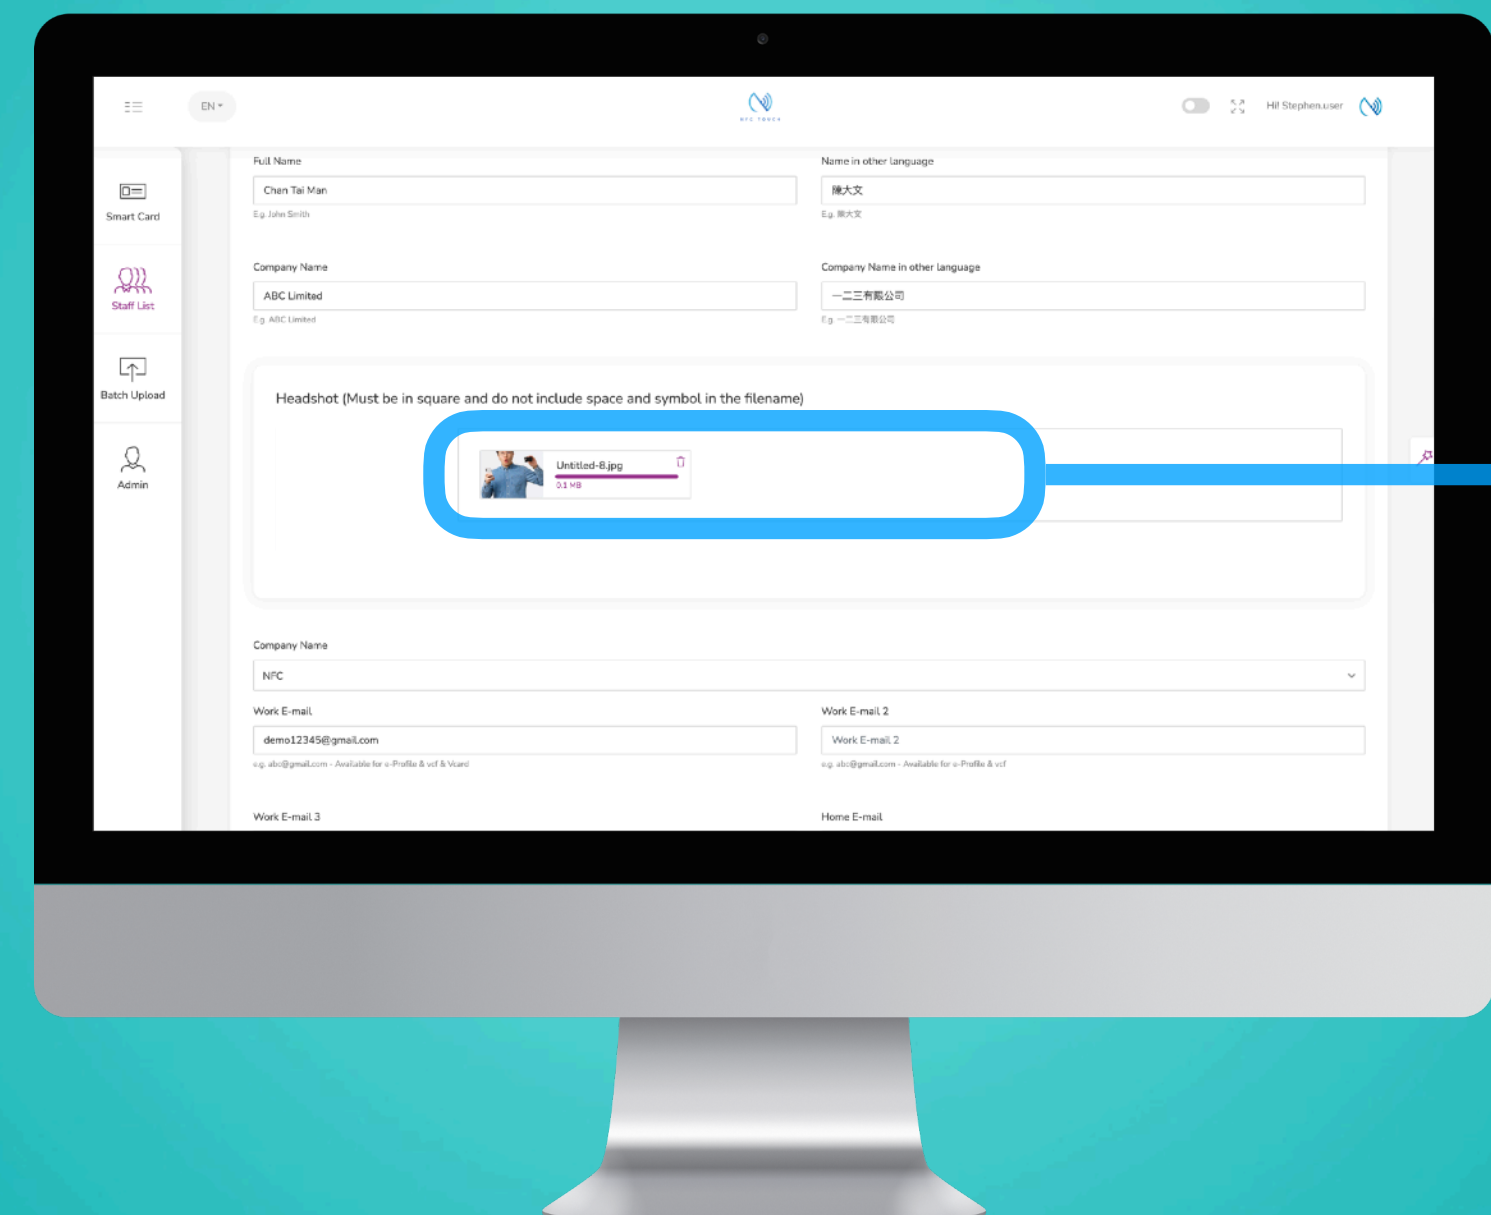 EN
NFC TOUCH
Hi! Stephen.user
Smart Card
Staff List
Batch Upload
Admin
Full Name
Name in other language
Chan Tai Man
陳大文
E.g. John Smith
E.g. 陳大文
Company Name
Company Name in other language
ABC Limited
一二三有限公司
E.g. ABC Limited
E.g. 一二三有限公司
Headshot (Must be in square and do not include space and symbol in the filename)
Untitled-8.jpg
0.1 MB
Company Name
NFC
Work E-mail
Work E-mail 2
demo12345@gmail.com
Work E-mail 2
e.g. abc@gmail.com - Available for e-Profile & vcf & Vcard
e.g. abc@gmail.com - Available for e-Profile & vcf
Work E-mail 3
Home E-mail